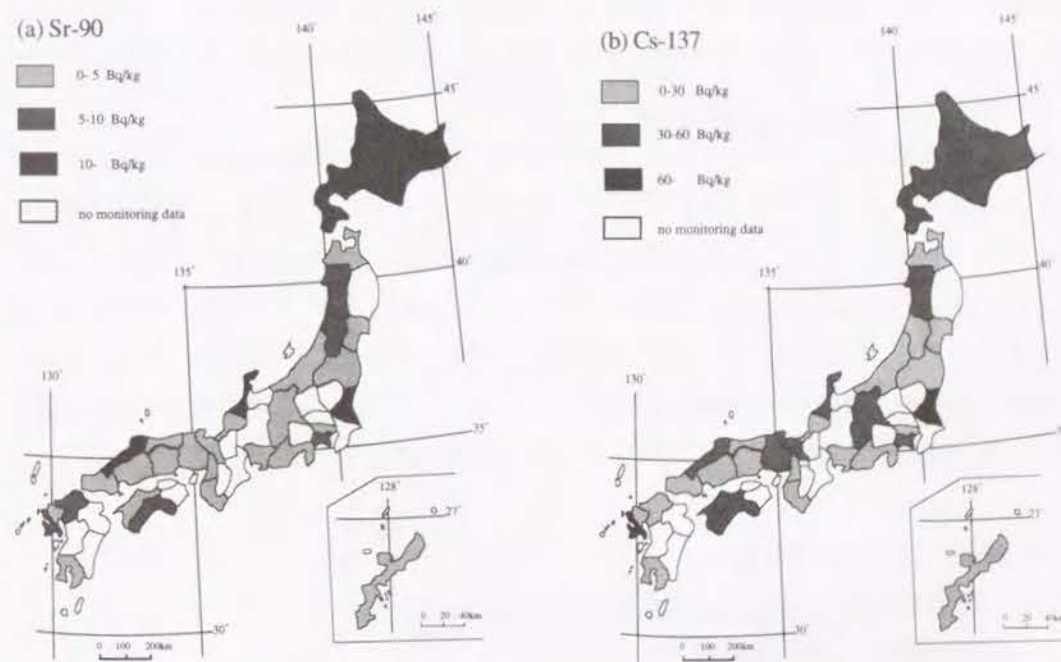 (a) Sr-90
0- 5 Bq/kg
5-10 Bq/kg
10- Bq/kg
no monitoring data
130°
135°
140°
145°
45°
40°
35°
30°
0 100 200km
128°
27°
0 20 40km
(b) Cs-137
0-30 Bq/kg
30-60 Bq/kg
60- Bq/kg
no monitoring data
130°
135°
140°
145°
45°
40°
30°
0 100 200km
128°
27°